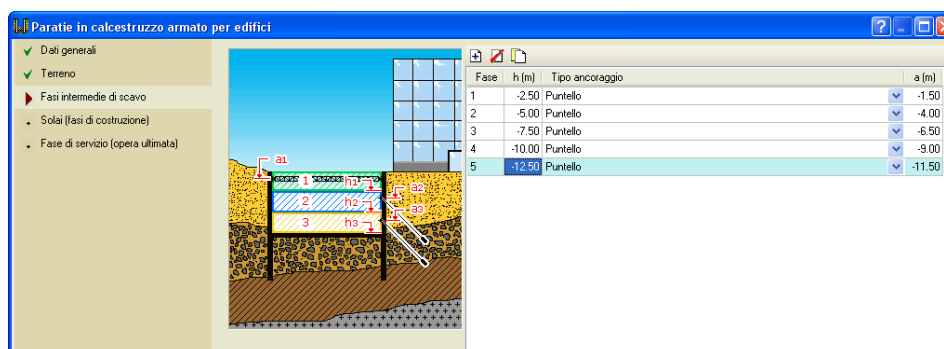 Paratie in calcestruzzo armato per edifici
Dati generali
Terreno
Fasi intermedie di scavo
Solai (fasi di costruzione)
Fase di servizio (opera ultimata)
a1
1 h1
a2
2 h2
a3
3 h3
Fase h (m) Tipo ancoraggio a (m)
1 -2.50 Puntello -1.50
2 -5.00 Puntello -4.00
3 -7.50 Puntello -6.50
4 -10.00 Puntello -9.00
5 -12.50 Puntello -11.50